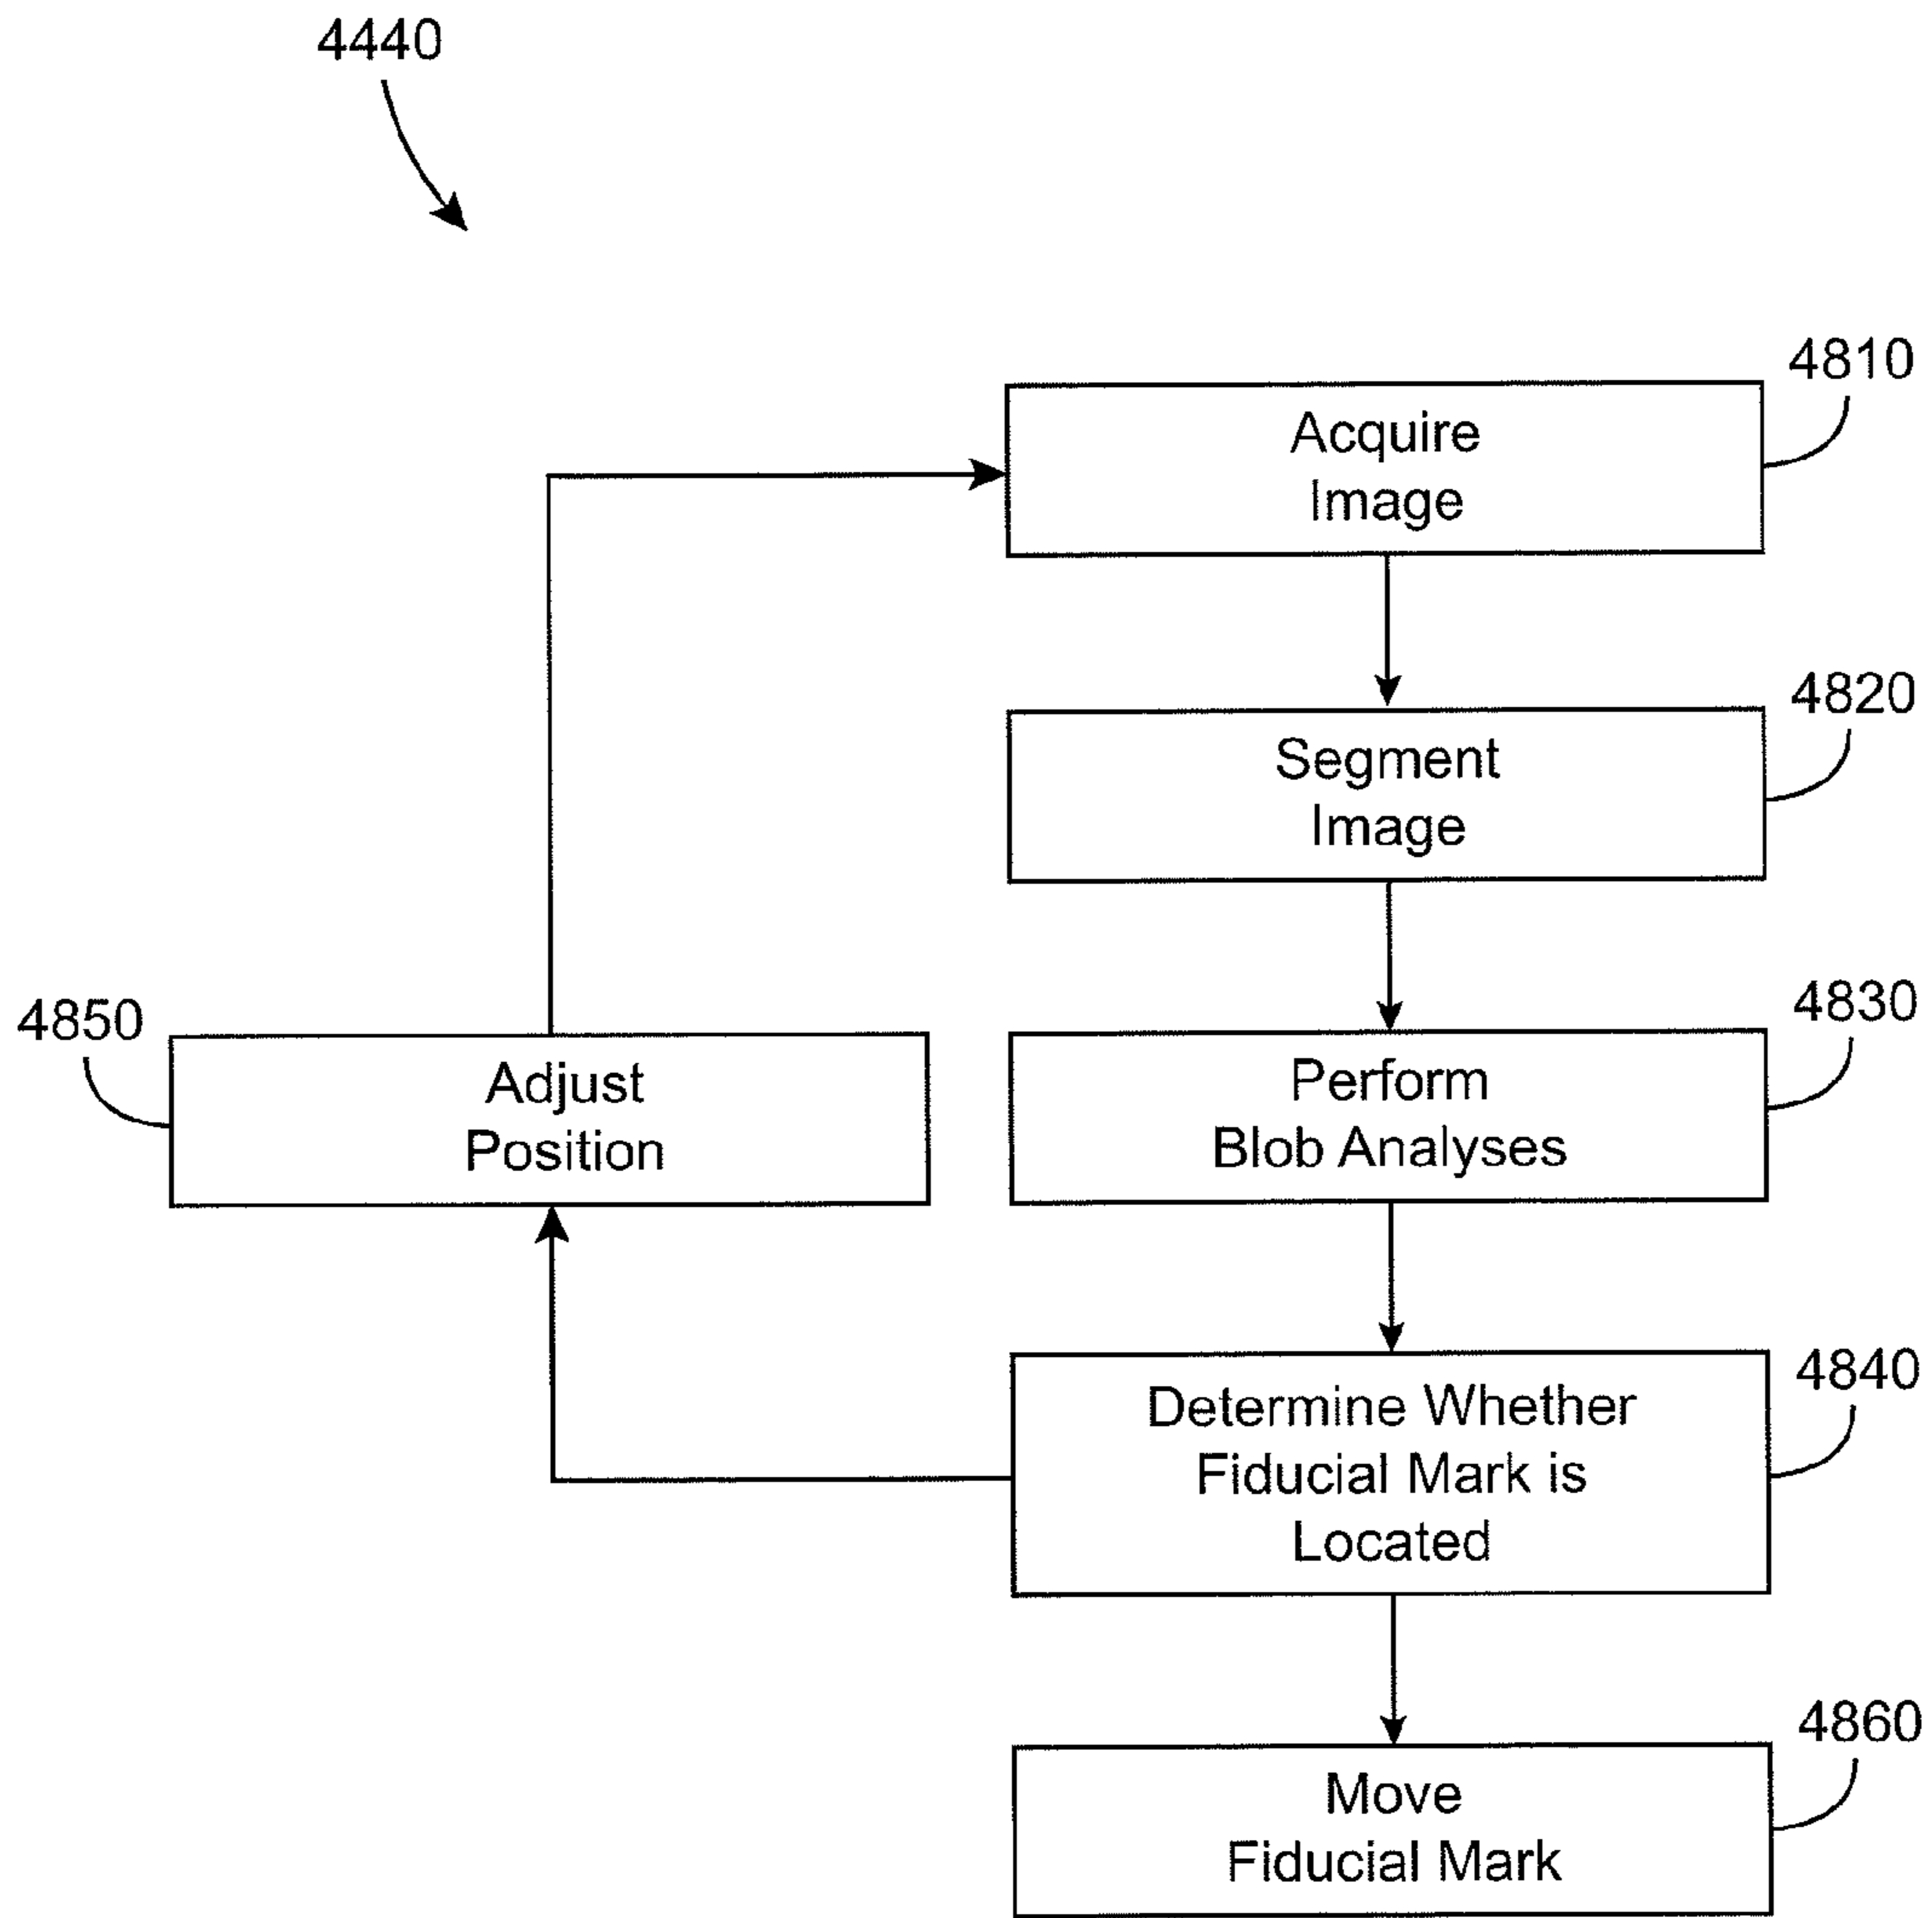 4440
4810
Acquire
Image
4820
Segment
Image
4830
Perform
Blob Analyses
4850
Adjust
Position
4840
Determine Whether
Fiducial Mark is
Located
4860
Move
Fiducial Mark